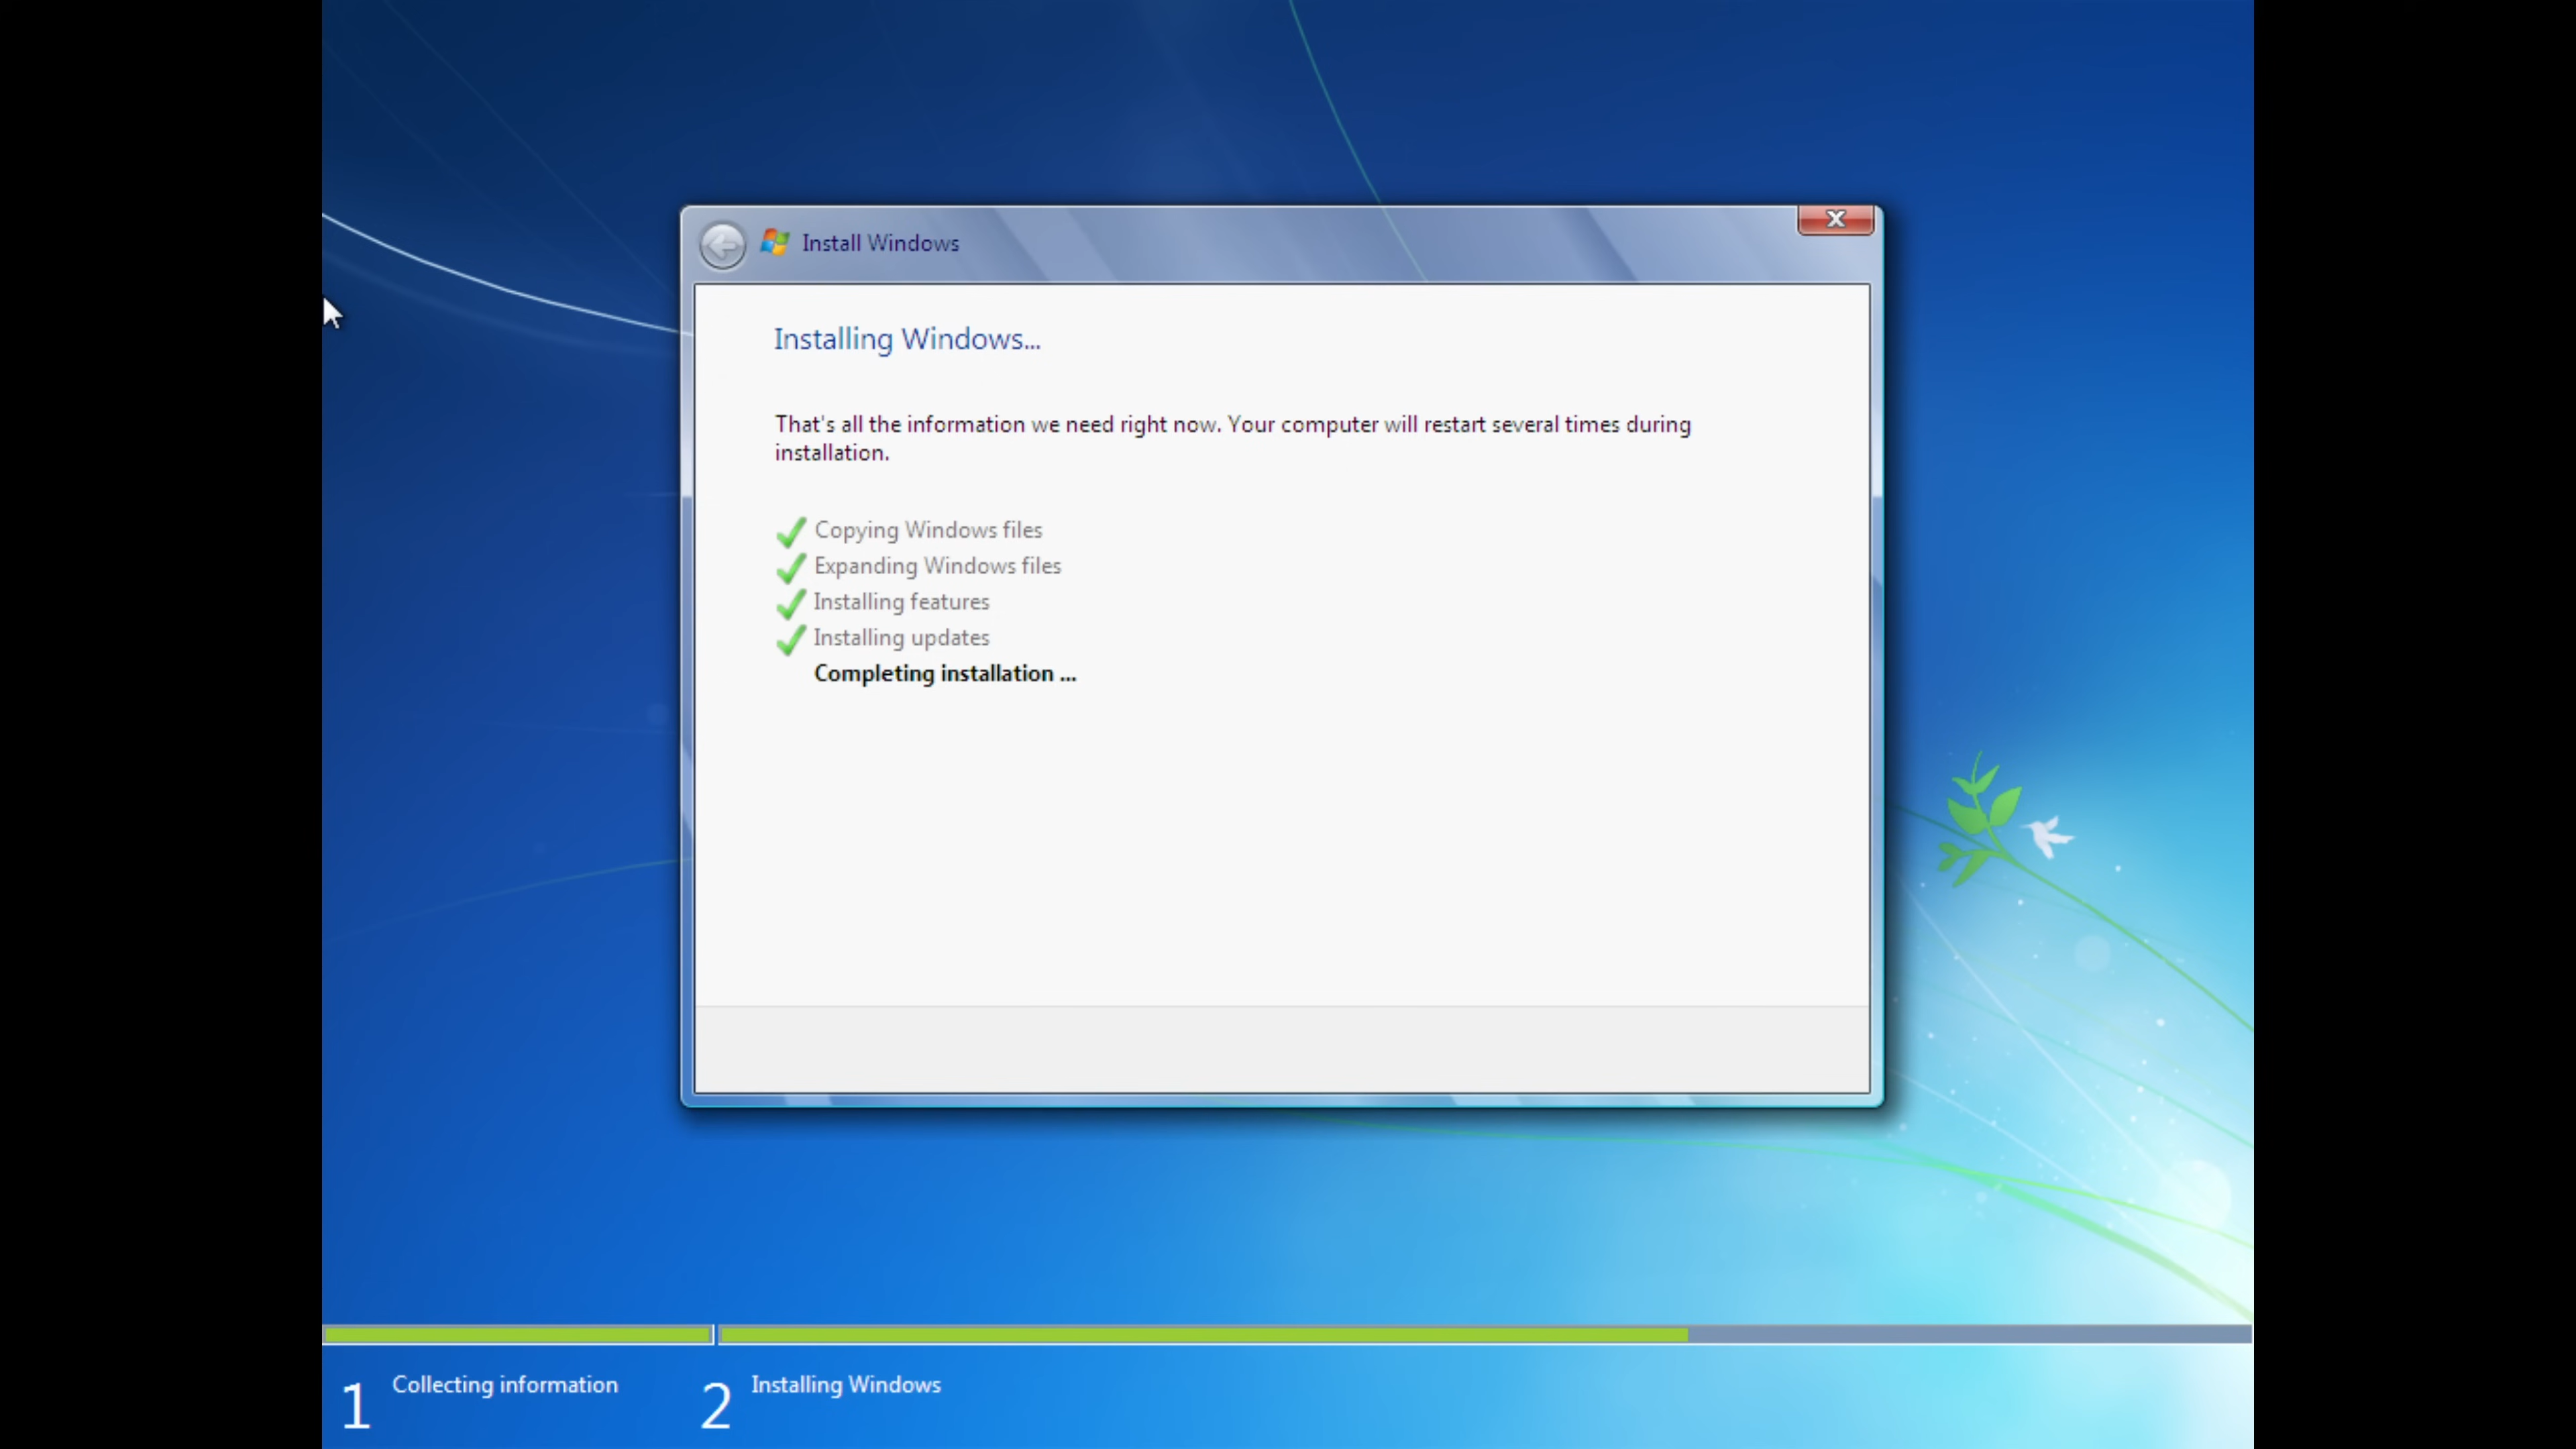 Install Windows
Installing Windows...
That's all the information we need right now. Your computer will restart several times during
installation.
Copying Windows files
Expanding Windows files
Installing features
Installing updates
Completing installation ...
1 Collecting information
2 Installing Windows